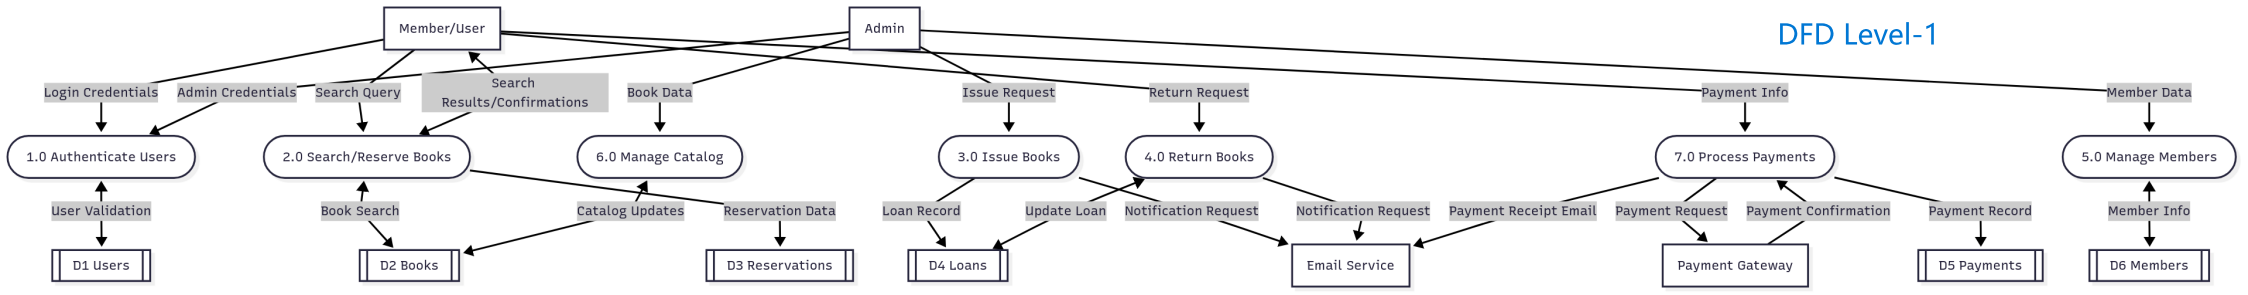 Member/User
Admin
DFD Level-1
Login Credentials
Admin Credentials
Search Query
Search
Results/Confirmations
Book Data
Issue Request
Return Request
Payment Info
Member Data
1.0 Authenticate Users
2.0 Search/Reserve Books
6.0 Manage Catalog
3.0 Issue Books
4.0 Return Books
7.0 Process Payments
5.0 Manage Members
User Validation
Book Search
Catalog Updates
Reservation Data
Loan Record
Update Loan
Notification Request
Notification Request
Payment Receipt Email
Payment Request
Payment Confirmation
Payment Record
Member Info
D1 Users
D2 Books
D3 Reservations
D4 Loans
Email Service
Payment Gateway
D5 Payments
D6 Members